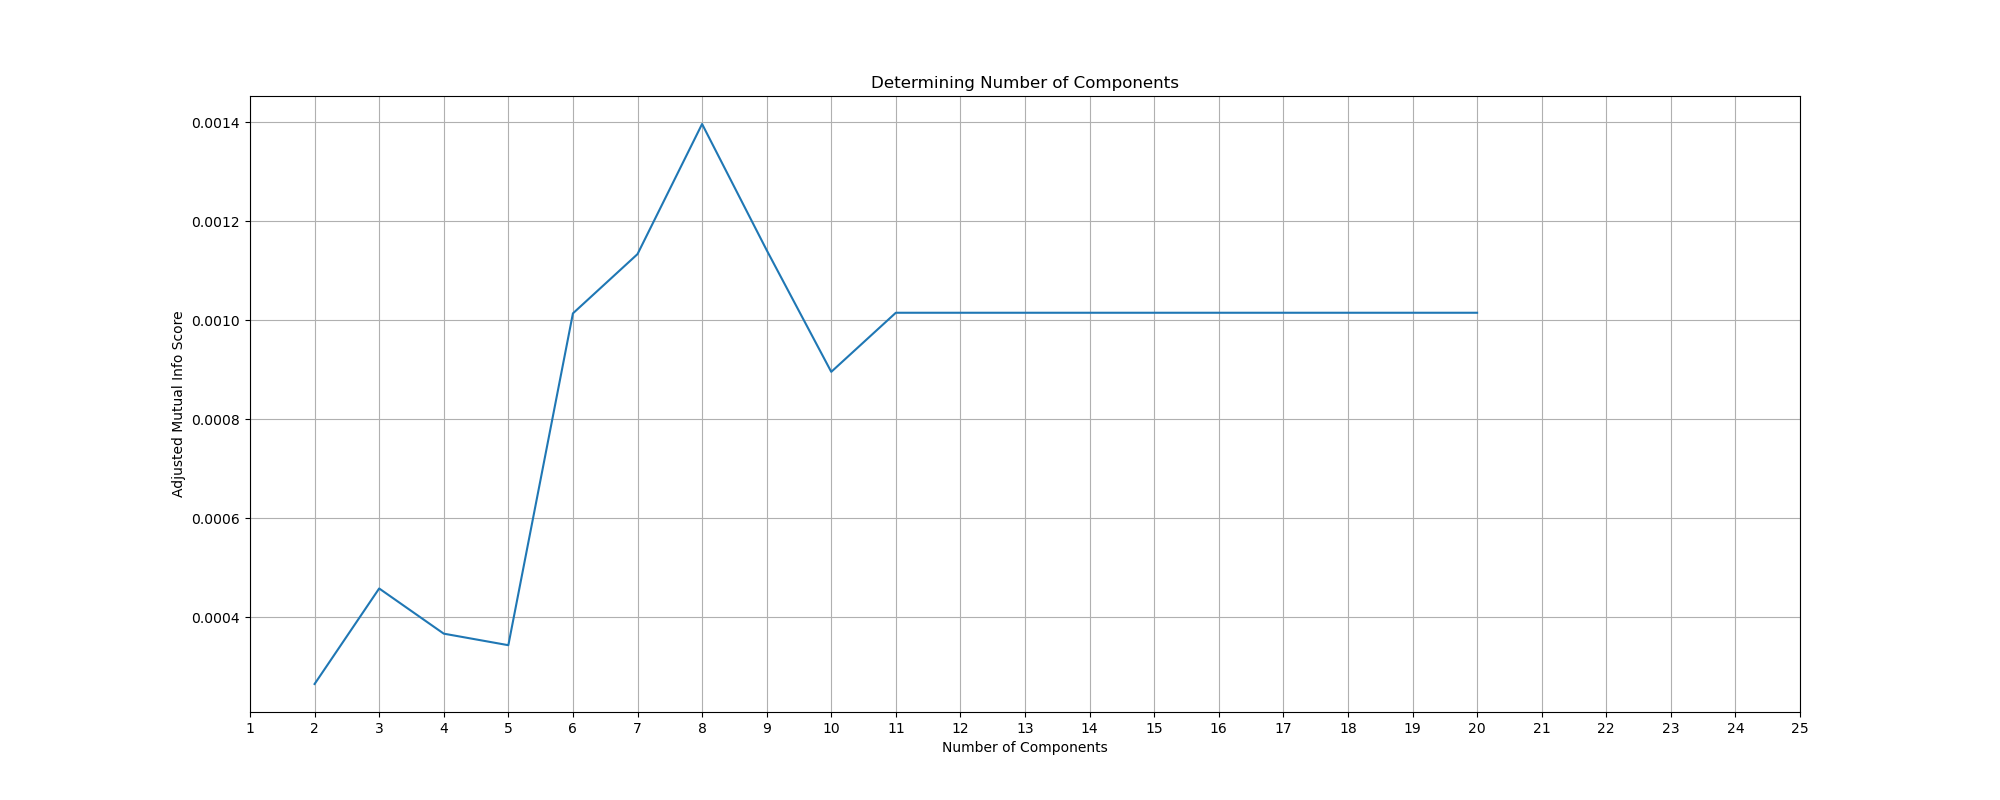 Determining Number of Components
0.0014
0.0012
0.0010
0.0008
0.0006
0.0004
Adjusted Mutual Info Score
1 2 3 4 5 6 7 8 9 10 11 12 13 14 15 16 17 18 19 20 21 22 23 24 25
Number of Components